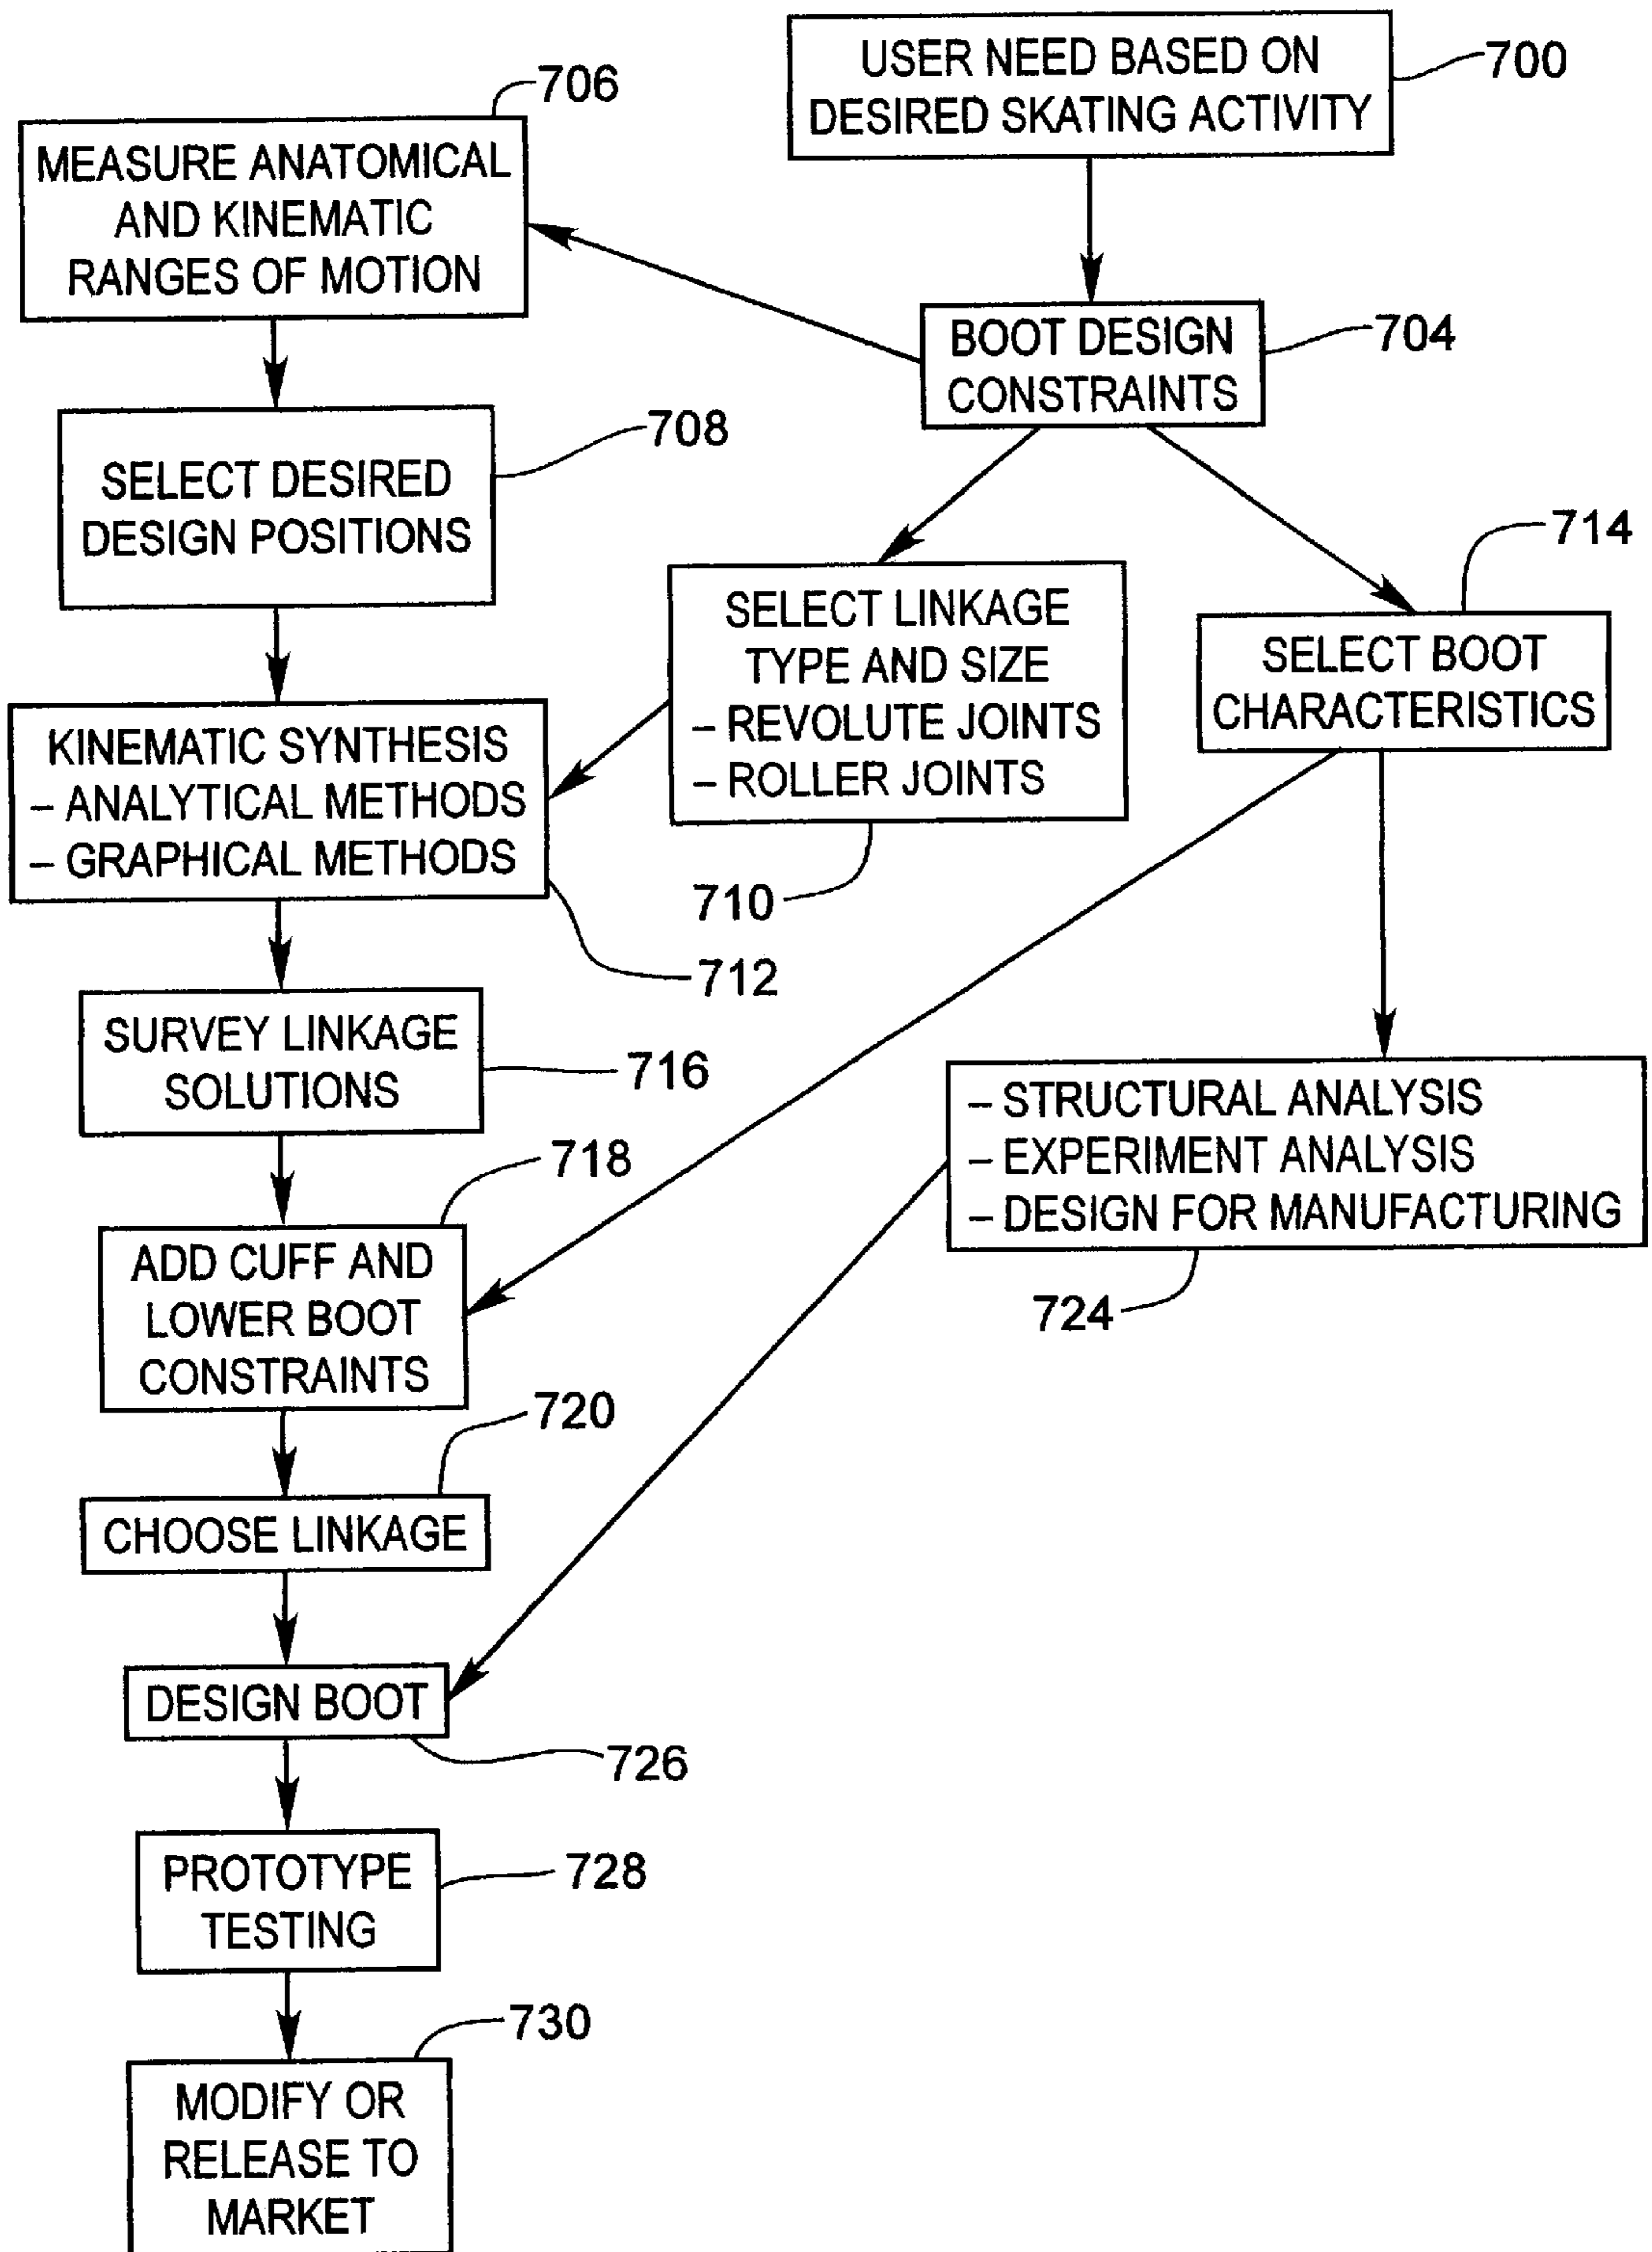 USER NEED BASED ON
DESIRED SKATING ACTIVITY
700
706
MEASURE ANATOMICAL
AND KINEMATIC
RANGES OF MOTION
BOOT DESIGN
CONSTRAINTS
704
708
SELECT DESIRED
DESIGN POSITIONS
714
SELECT LINKAGE
TYPE AND SIZE
– REVOLUTE JOINTS
– ROLLER JOINTS
710
SELECT BOOT
CHARACTERISTICS
KINEMATIC SYNTHESIS
– ANALYTICAL METHODS
– GRAPHICAL METHODS
712
SURVEY LINKAGE
SOLUTIONS
716
– STRUCTURAL ANALYSIS
– EXPERIMENT ANALYSIS
– DESIGN FOR MANUFACTURING
724
718
ADD CUFF AND
LOWER BOOT
CONSTRAINTS
720
CHOOSE LINKAGE
DESIGN BOOT
726
PROTOTYPE
TESTING
728
730
MODIFY OR
RELEASE TO
MARKET